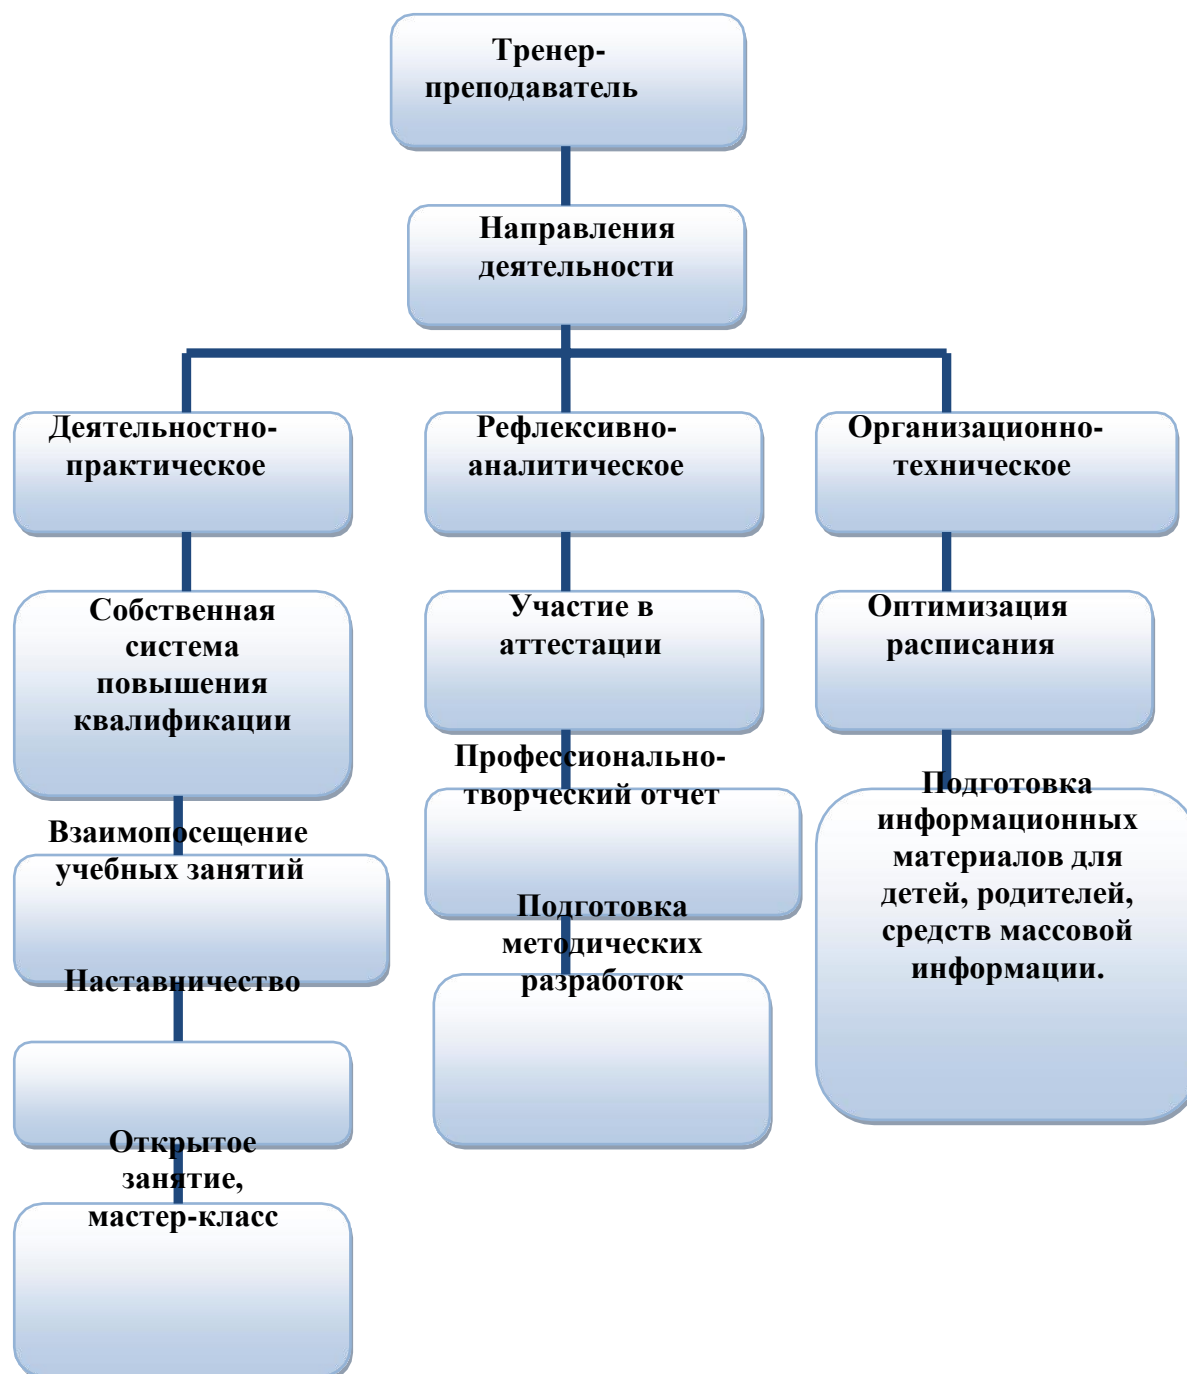 Тренер-
преподаватель
Направления
деятельности
Деятельностно-
практическое
Рефлексивно-
аналитическое
Организационно-
техническое
Собственная
система
повышения
квалификации
Участие в
аттестации
Оптимизация
расписания
Взаимопосещение
учебных занятий
Профессионально-
творческий отчет
Подготовка
информационных
материалов для
детей, родителей,
средств массовой
информации.
Наставничество
Подготовка
методических
разработок
Открытое
занятие,
мастер-класс